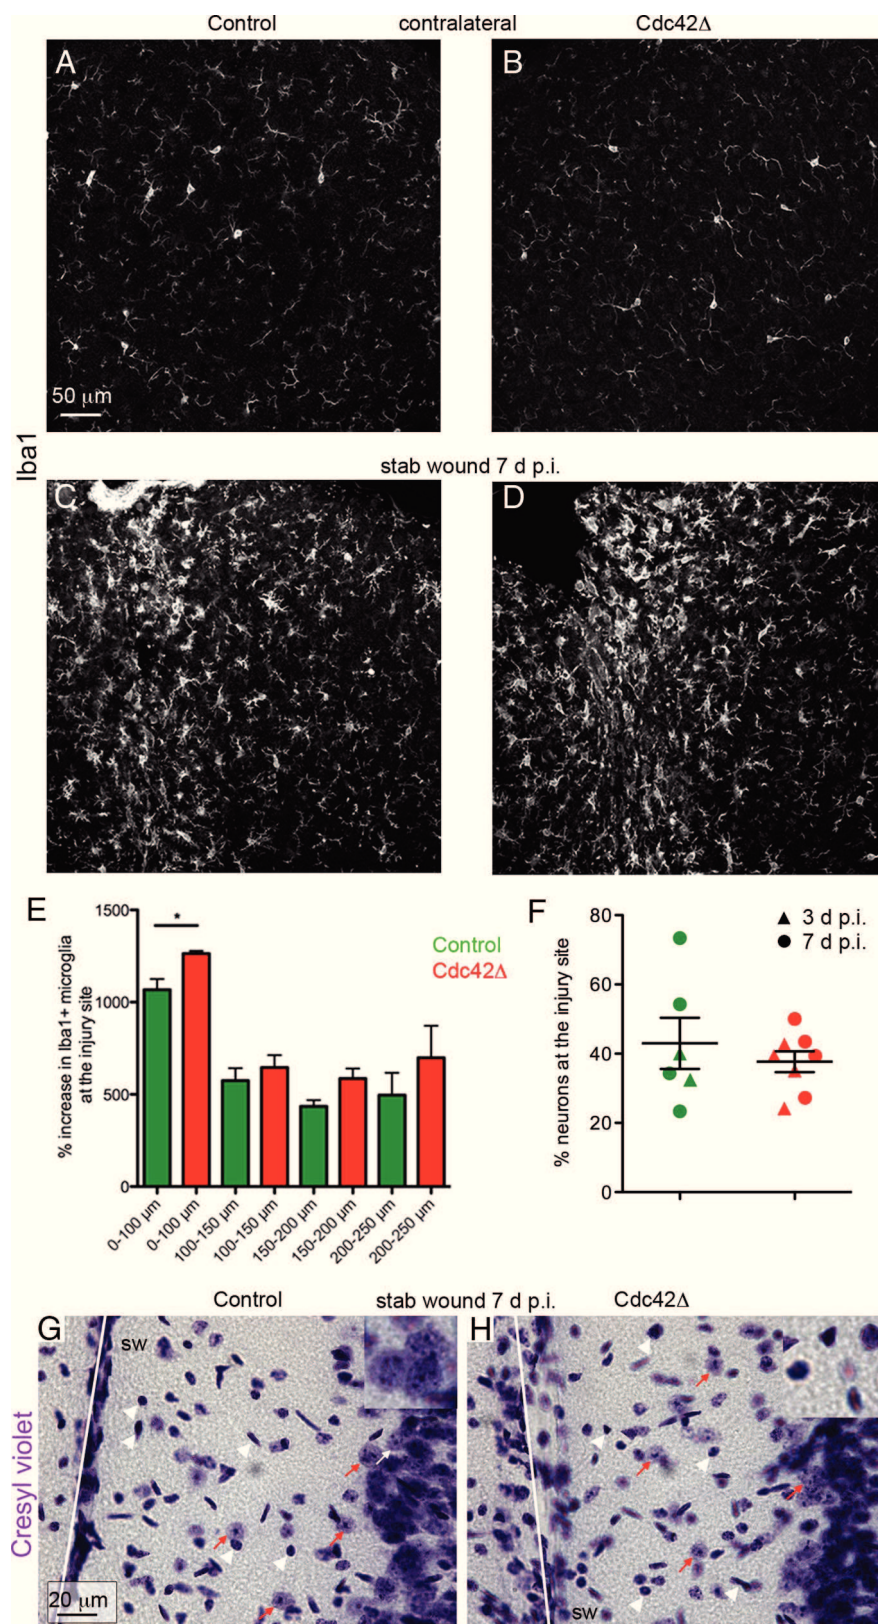 Control contralateral Cdc42Δ
A B
50 μm
Iba1
stab wound 7 d p.i.
C D
E
% increase in Iba1+ microglia
at the injury site
1500
1000
500
0
*
Control
Cdc42Δ
0-100 μm
0-100 μm
100-150 μm
100-150 μm
150-200 μm
150-200 μm
200-250 μm
200-250 μm
F
% neurons at the injury site
80
60
40
20
0
▲ 3 d p.i.
● 7 d p.i.
Control stab wound 7 d p.i. Cdc42Δ
G H
sw
Cresyl violet
20 μm
sw